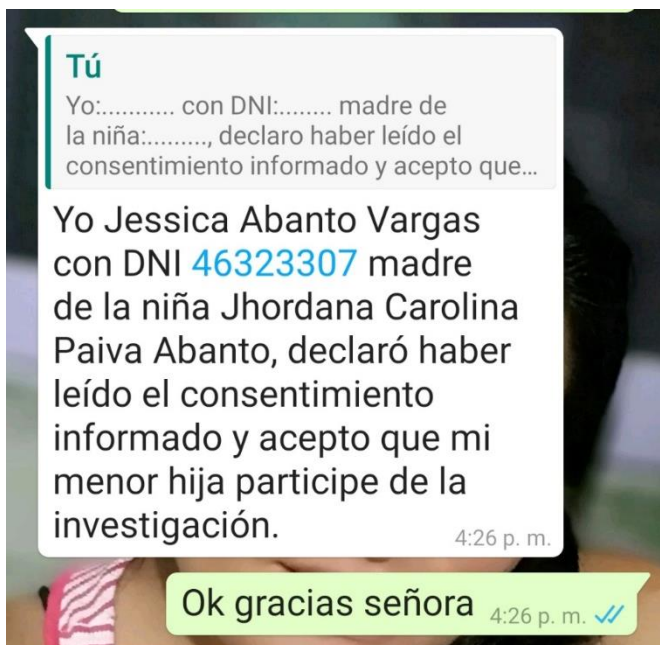 Tú
Yo:........... con DNI:........ madre de
la niña:........., declaro haber leído el
consentimiento informado y acepto que...
Yo Jessica Abanto Vargas
con DNI 46323307 madre
de la niña Jhordana Carolina
Paiva Abanto, declaró haber
leído el consentimiento
informado y acepto que mi
menor hija participe de la
investigación.
4:26 p. m.
Ok gracias señora 4:26 p. m.